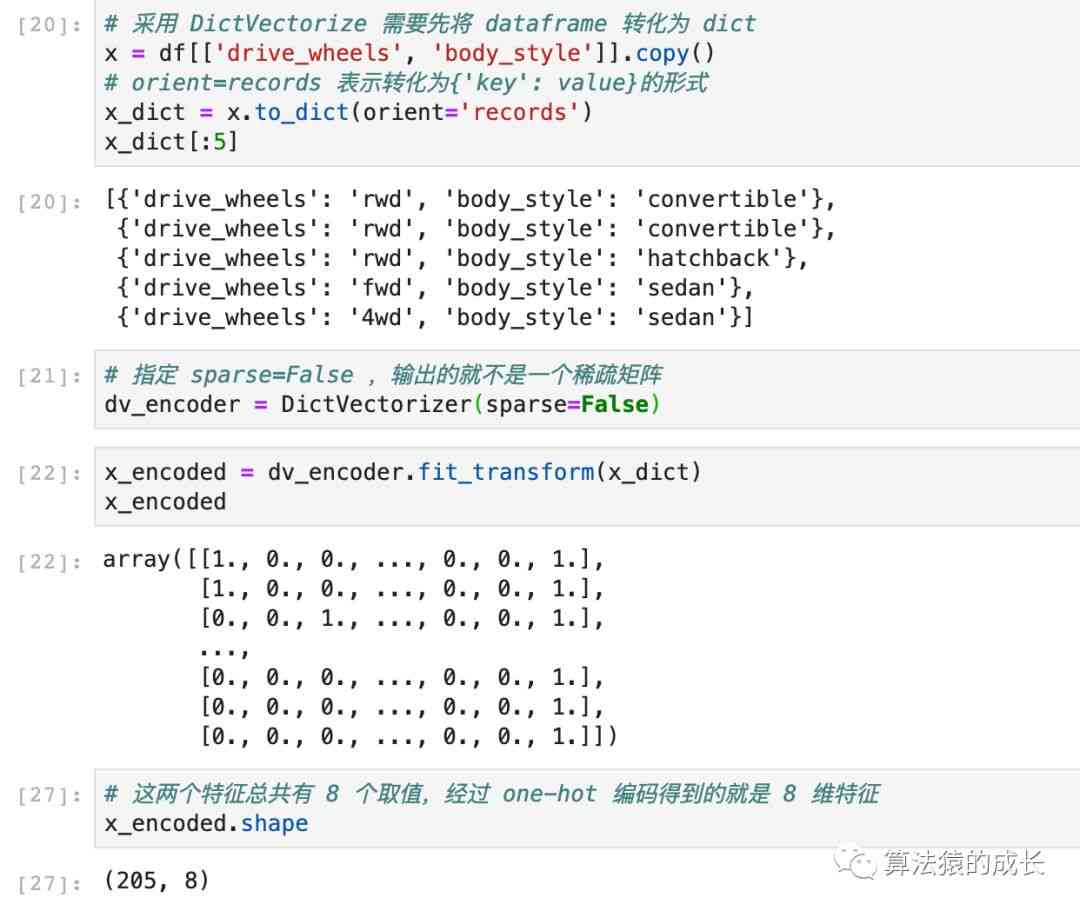 [20]: # 采用 DictVectorize 需要先将 dataframe 转化为 dict
x = df[['drive_wheels', 'body_style']].copy()
# orient=records 表示转化为{'key': value}的形式
x_dict = x.to_dict(orient='records')
x_dict[:5]
[20]: [{'drive_wheels': 'rwd', 'body_style': 'convertible'},
{'drive_wheels': 'rwd', 'body_style': 'convertible'},
{'drive_wheels': 'rwd', 'body_style': 'hatchback'},
{'drive_wheels': 'fwd', 'body_style': 'sedan'},
{'drive_wheels': '4wd', 'body_style': 'sedan'}]
[21]: # 指定 sparse=False , 输出的就不是一个稀疏矩阵
dv_encoder = DictVectorizer(sparse=False)
[22]: x_encoded = dv_encoder.fit_transform(x_dict)
x_encoded
[22]: array([[1., 0., 0., ..., 0., 0., 1.],
[1., 0., 0., ..., 0., 0., 1.],
[0., 0., 1., ..., 0., 0., 1.],
...,
[0., 0., 0., ..., 0., 0., 1.],
[0., 0., 0., ..., 0., 0., 1.],
[0., 0., 0., ..., 0., 0., 1.]])
[27]: # 这两个特征总共有 8 个取值，经过 one-hot 编码得到的就是 8 维特征
x_encoded.shape
算法猿的成长
[27]: (205, 8)